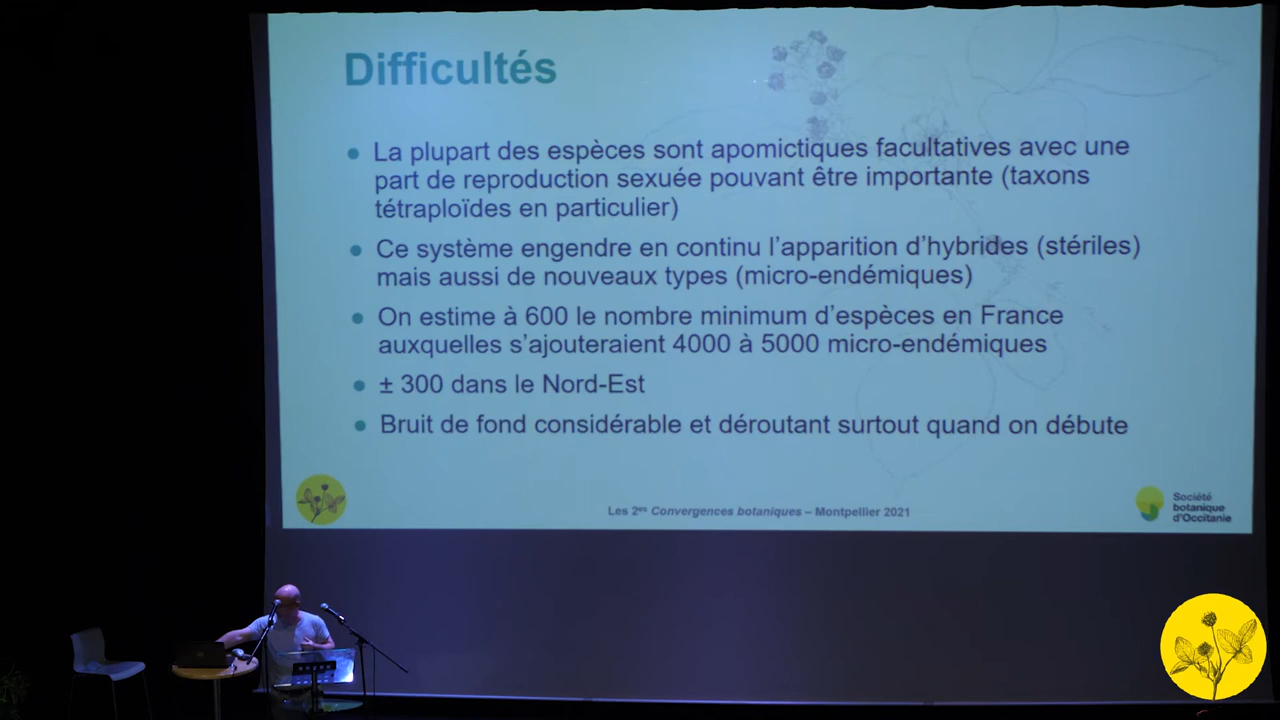 Difficultés
• La plupart des espèces sont apomictiques facultatives avec une
part de reproduction sexuée pouvant être importante (taxons
tétraploïdes en particulier)
• Ce système engendre en continu l’apparition d’hybrides (stériles)
mais aussi de nouveaux types (micro-endémiques)
• On estime à 600 le nombre minimum d’espèces en France
auxquelles s’ajouteraient 4000 à 5000 micro-endémiques
• ± 300 dans le Nord-Est
• Bruit de fond considérable et déroutant surtout quand on débute
Les 2es Convergences botaniques – Montpellier 2021
Société
botanique
d’Occitanie